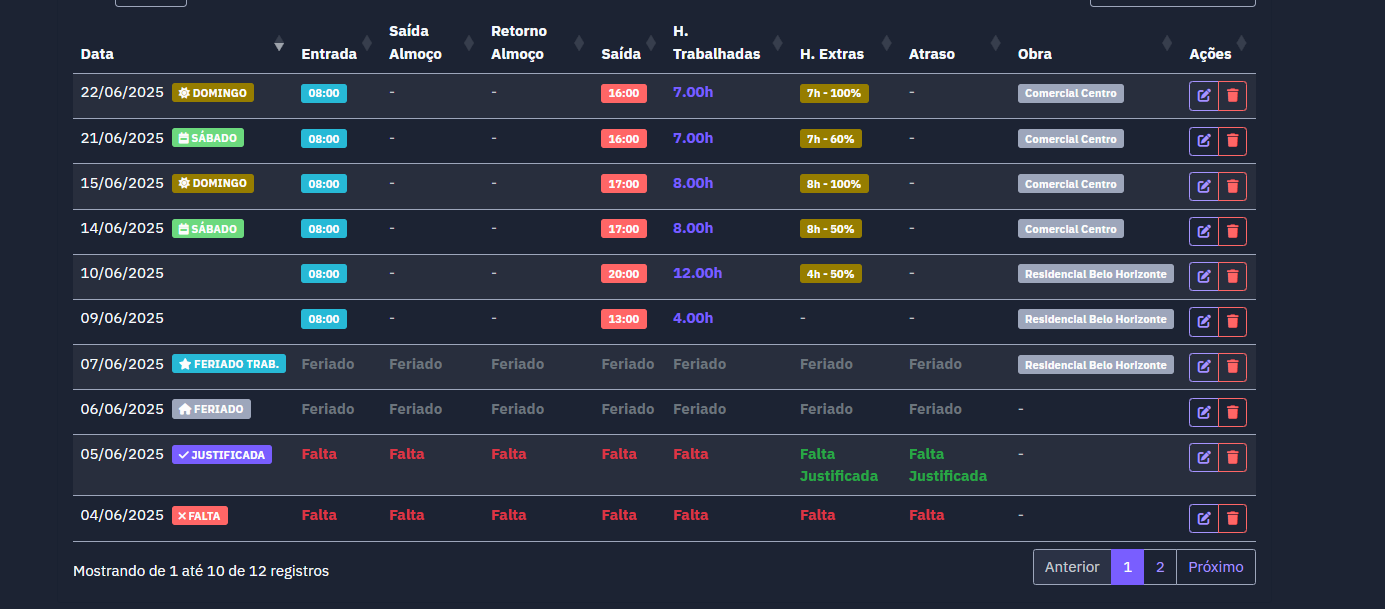 Data Entrada Saída Almoço Retorno Almoço Saída H. Trabalhadas H. Extras Atraso Obra Ações
22/06/2025 DOMINGO 08:00 - - 16:00 7.00h 7h - 100% - Comercial Centro
21/06/2025 SÁBADO 08:00 - - 16:00 7.00h 7h - 60% - Comercial Centro
15/06/2025 DOMINGO 08:00 - - 17:00 8.00h 8h - 100% - Comercial Centro
14/06/2025 SÁBADO 08:00 - - 17:00 8.00h 8h - 50% - Comercial Centro
10/06/2025 08:00 - - 20:00 12.00h 4h - 50% - Residencial Belo Horizonte
09/06/2025 08:00 - - 13:00 4.00h - - Residencial Belo Horizonte
07/06/2025 FERIADO TRAB. Feriado Feriado Feriado Feriado Feriado Feriado Feriado Residencial Belo Horizonte
06/06/2025 FERIADO Feriado Feriado Feriado Feriado Feriado Feriado Feriado -
05/06/2025 JUSTIFICADA Falta Falta Falta Falta Falta Falta Justificada Falta Justificada -
04/06/2025 FALTA Falta Falta Falta Falta Falta Falta Falta -
Mostrando de 1 até 10 de 12 registros
Anterior 1 2 Próximo